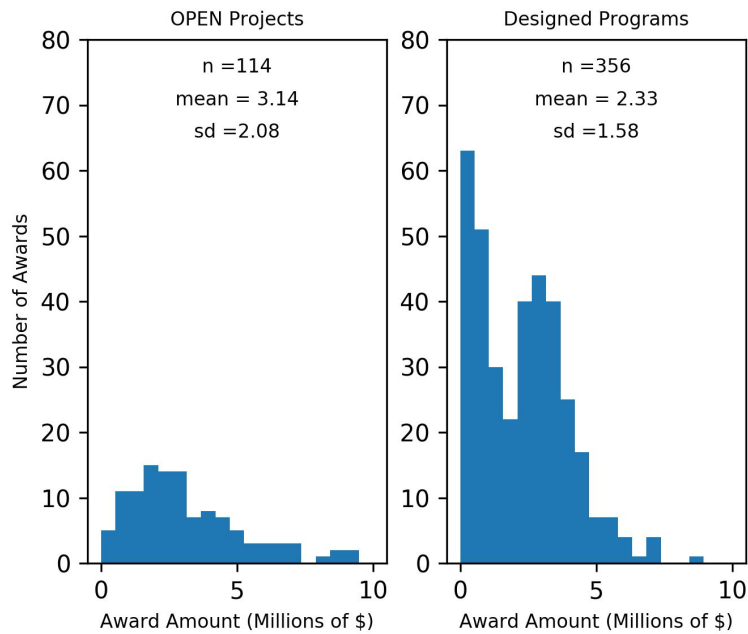 OPEN Projects
n =114
mean = 3.14
sd =2.08
80
70
60
50
40
30
20
10
0
Number of Awards
0 5 10
Award Amount (Millions of $)
Designed Programs
n =356
mean = 2.33
sd =1.58
80
70
60
50
40
30
20
10
0
0 5 10
Award Amount (Millions of $)